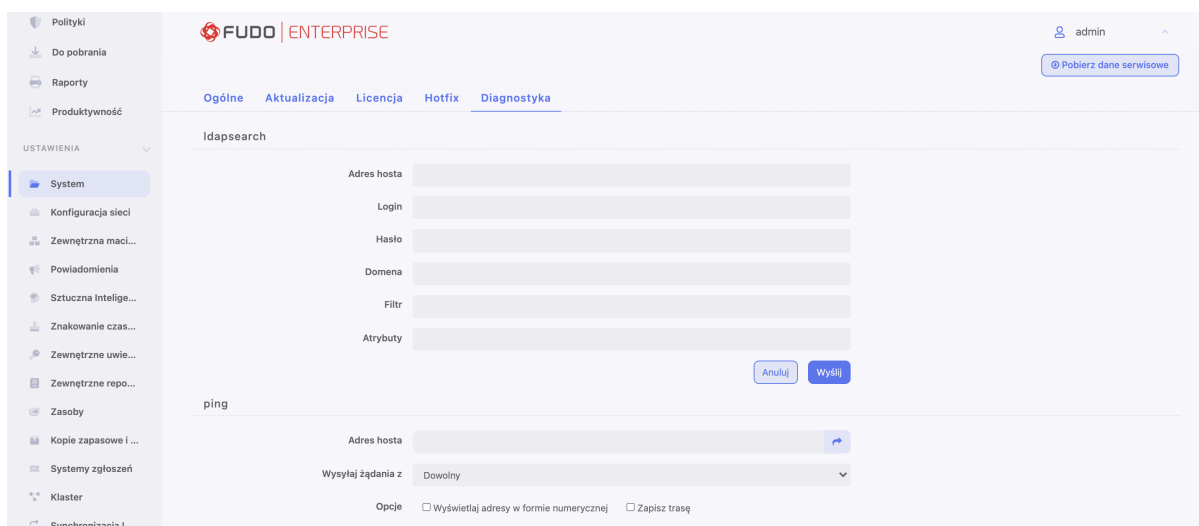 Polityki
Do pobrania
Raporty
Produktywność
USTAWIENIA
System
Konfiguracja sieci
Zewnętrzna maci...
Powiadomienia
SztucznaIntelige...
Znakowanie czas...
Zewnętrzne uwie...
Zewnętrzne repo...
Zasoby
Kopie zapasowe i ...
Systemy zgłoszeń
Klaster
Synchronizacja l...
FUDO | ENTERPRISE
admin
Pobierz dane serwisowe
Ogólne Aktualizacja Licencja Hotfix Diagnostyka
ldapsearch
Adres hosta
Login
Hasło
Domena
Filtr
Atrybuty
Anuluj Wyślij
ping
Adres hosta
Wysyłaj żądania z Dowolny
Opcje Wyświetlaj adresy w formie numerycznej Zapisz trasę